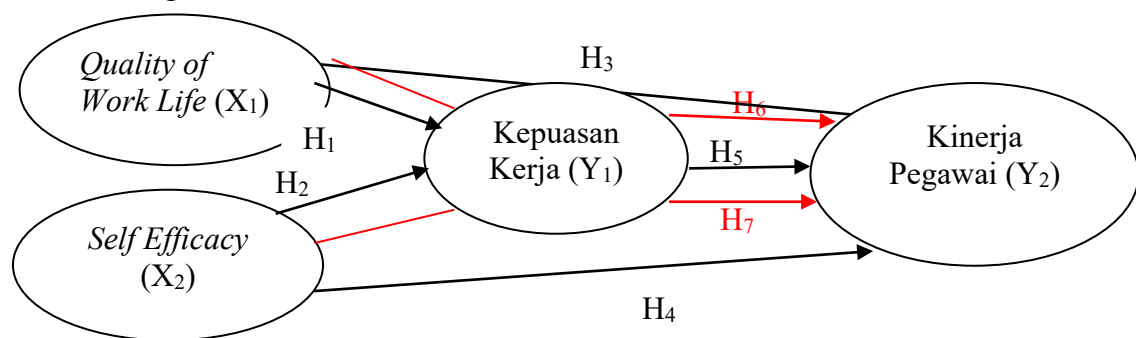 Quality of
Work Life (X₁)
H₁
H₂
Self Efficacy
(X₂)
Kepuasan
Kerja (Y₁)
H₃
H₆
H₅
H₇
H₄
Kinerja
Pegawai (Y₂)